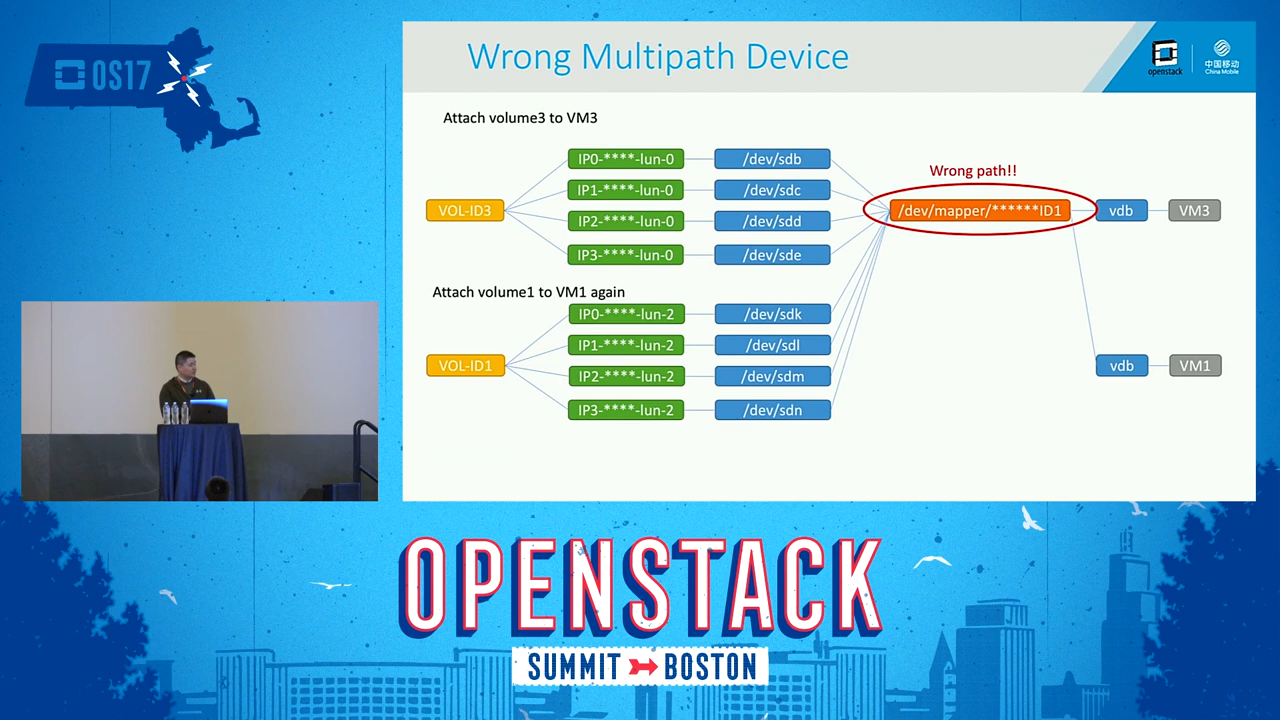 OS17
Wrong Multipath Device
openstack
中国移动
China Mobile
Attach volume3 to VM3
IP0-****-lun-0
/dev/sdb
IP1-****-lun-0
/dev/sdc
IP2-****-lun-0
/dev/sdd
IP3-****-lun-0
/dev/sde
VOL-ID3
Wrong path!!
/dev/mapper/******ID1
vdb
VM3
Attach volume1 to VM1 again
IP0-****-lun-2
/dev/sdk
IP1-****-lun-2
/dev/sdl
IP2-****-lun-2
/dev/sdm
IP3-****-lun-2
/dev/sdn
VOL-ID1
vdb
VM1
OPENSTACK
SUMMIT BOSTON